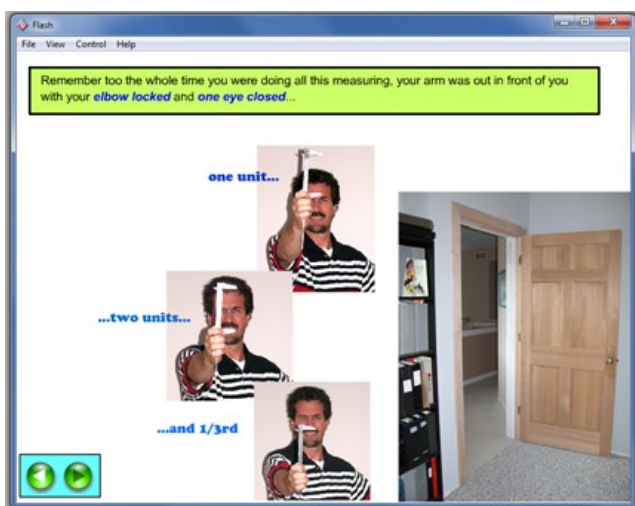 Flash
File View Control Help
Remember too the whole time you were doing all this measuring, your arm was out in front of you
with your elbow locked and one eye closed...
one unit...
...two units...
...and 1/3rd